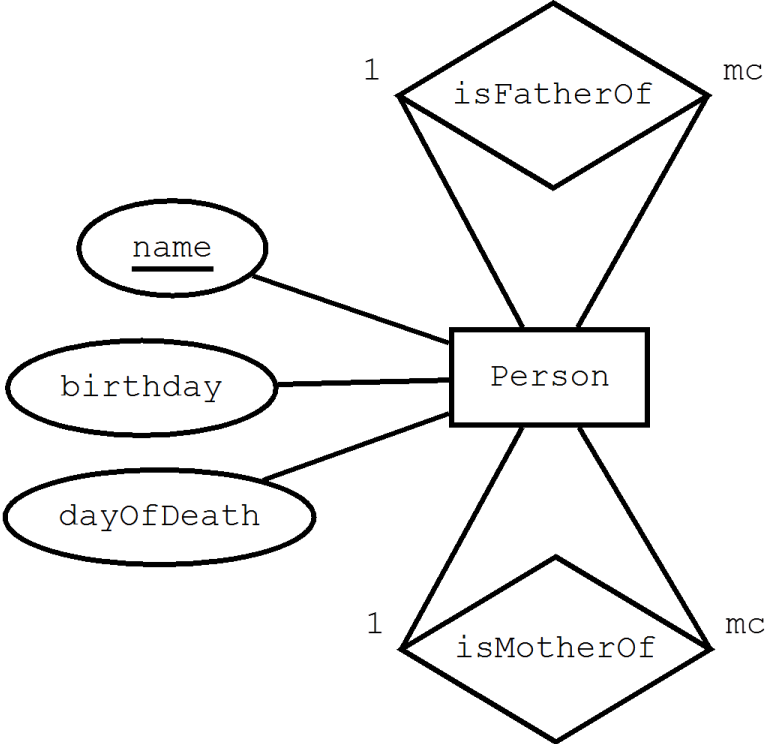 1
mc
isFatherOf
name
Person
birthday
dayOfDeath
1
mc
isMotherOf